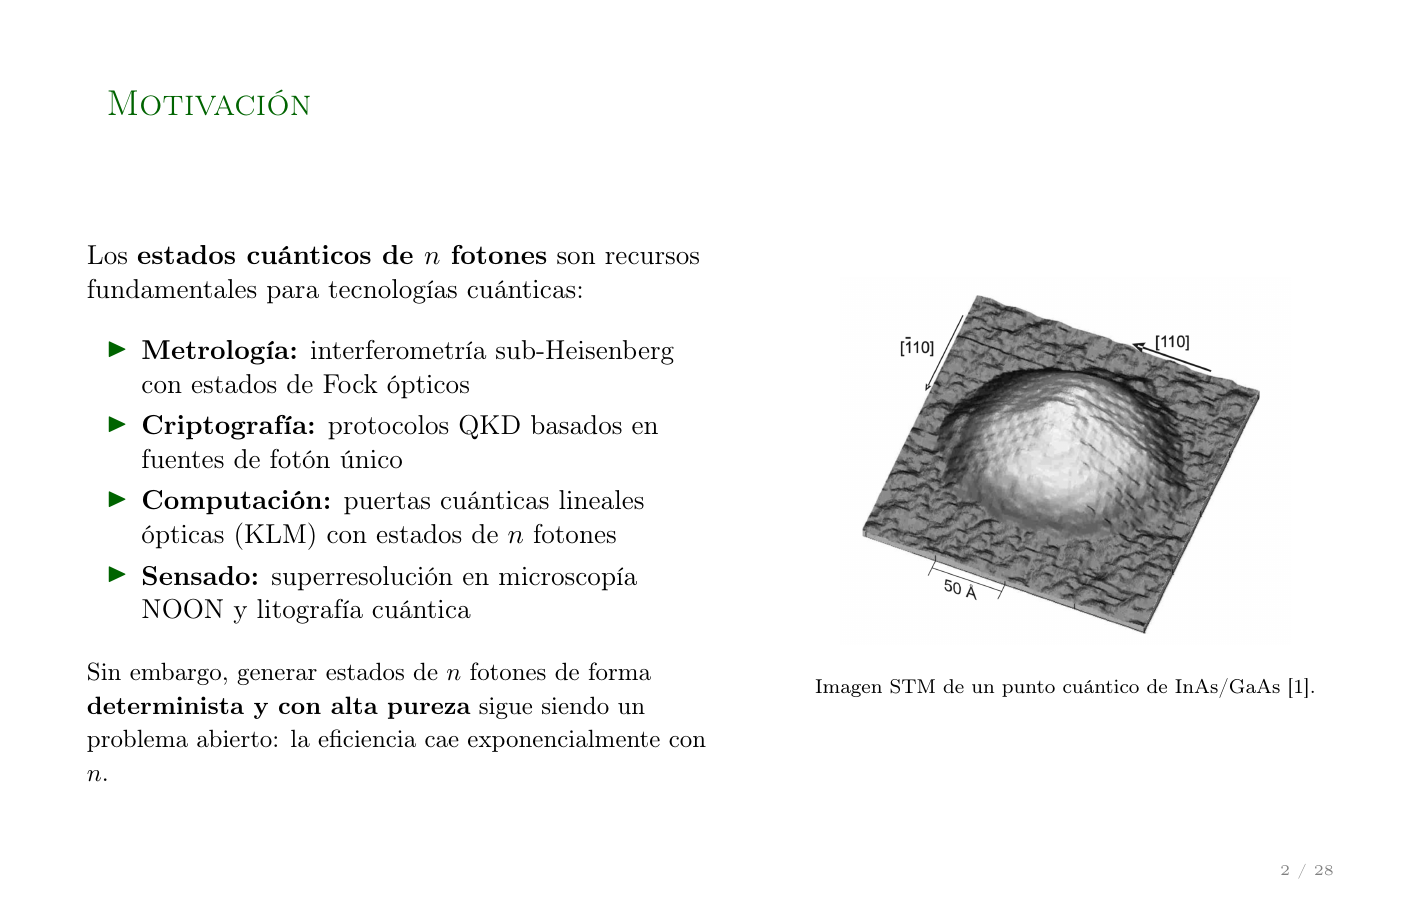 Motivación
Los estados cuánticos de n fotones son recursos
fundamentales para tecnologías cuánticas:
▶ Metrología: interferometría sub-Heisenberg
con estados de Fock ópticos
▶ Criptografía: protocolos QKD basados en
fuentes de fotón único
▶ Computación: puertas cuánticas lineales
ópticas (KLM) con estados de n fotones
▶ Sensado: superresolución en microscopía
NOON y litografía cuántica
Sin embargo, generar estados de n fotones de forma
determinista y con alta pureza sigue siendo un
problema abierto: la eficiencia cae exponencialmente con
n.
[1̄10]
[110]
50 Å
Imagen STM de un punto cuántico de InAs/GaAs [1].
2 / 28